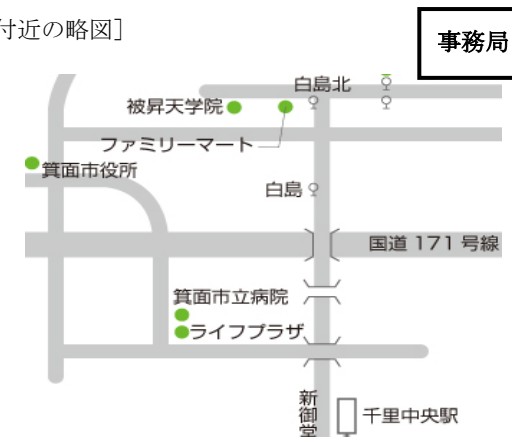 付近の略図]
事務局
白島北
被昇天学院
ファミリーマート
箕面市役所
白島
国道 171 号線
箕面市立病院
ライフプラザ
新御堂
千里中央駅